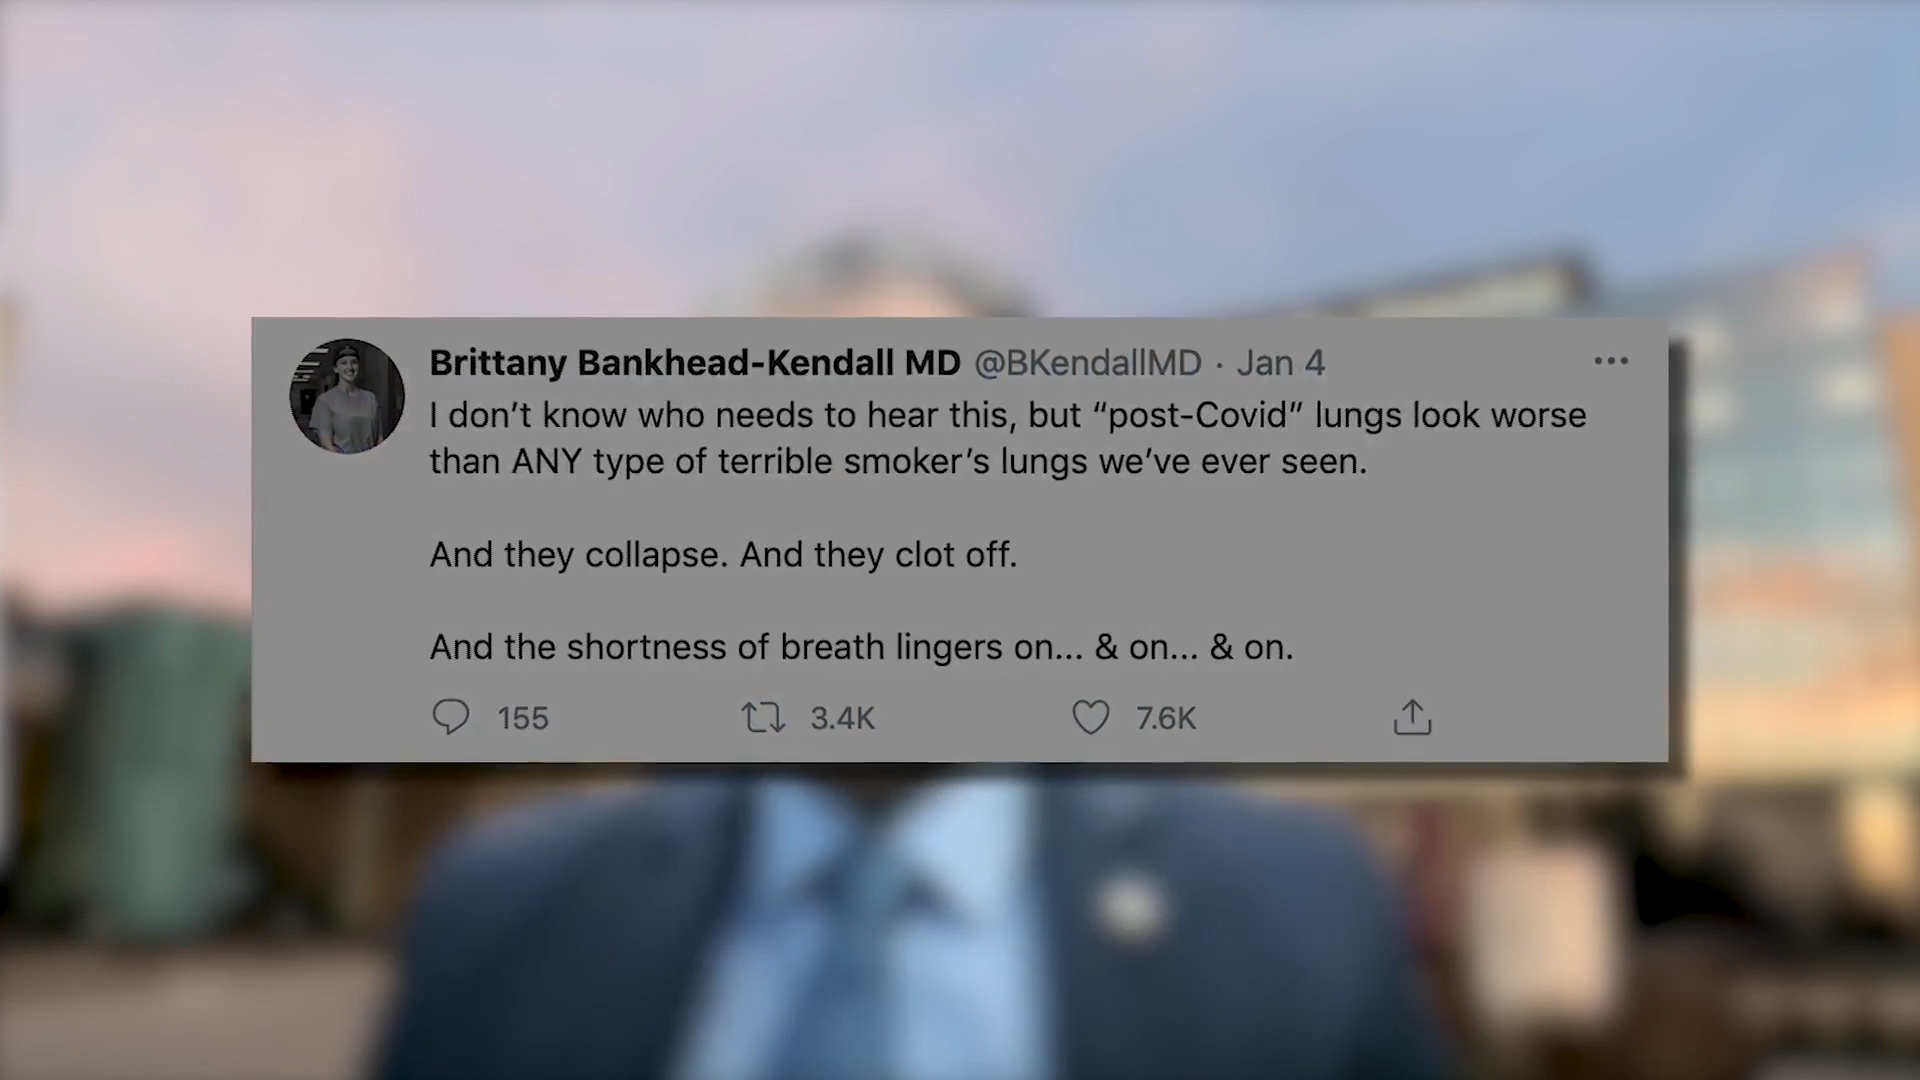 Brittany Bankhead-Kendall MD @BKendallMD · Jan 4
I don’t know who needs to hear this, but “post-Covid” lungs look worse
than ANY type of terrible smoker’s lungs we’ve ever seen.
And they collapse. And they clot off.
And the shortness of breath lingers on... & on... & on.
155 3.4K 7.6K